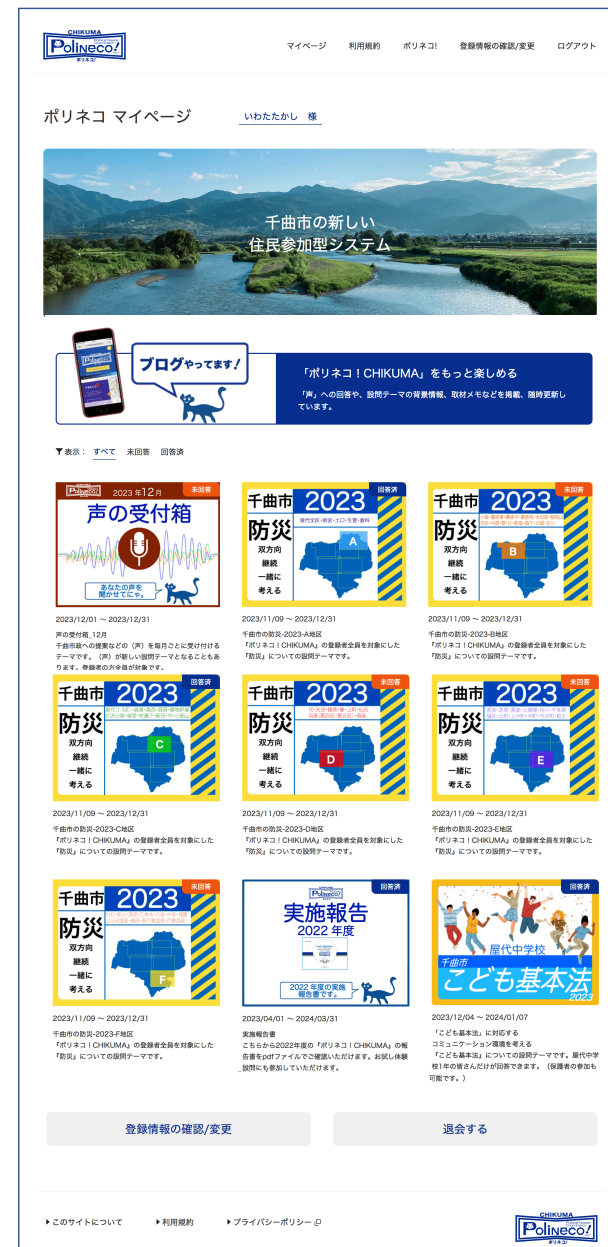 CHIKUMA
Polineco!
ポリネコ!
マイページ
利用規約
ポリネコ!
登録情報の確認/変更
ログアウト
ポリネコ マイページ
いわたたかし 様
千曲市の新しい
住民参加型システム
ブログやってます!
「ポリネコ!CHIKUMA」をもっと楽しめる
「声」への回答や、設問テーマの背景情報、取材メモなどを掲載、随時更新し
ています。
表示: すべて 未回答 回答済
Polineco!
2023年12月
未回答
声の受付箱
あなたの声を
聞かせてにゃ。
2023/12/01 ~ 2023/12/31
声の受付箱_12月
千曲市政への提案などの(声)を毎月ごとに受け付ける
テーマです。(声)が新しい設問テーマとなることもあ
ります。登録者の方全員が対象です。
回答済
千曲市 2023
屋代全区・雨宮・土口・生萱・倉科
防災
双方向
継続
一緒に
考える
A
2023/11/09 ~ 2023/12/31
千曲市の防災-2023-A地区
『ポリネコ!CHIKUMA』の登録者全員を対象にした
『防災』についての設問テーマです。
未回答
千曲市 2023
防災
双方向
継続
一緒に
考える
B
2023/11/09 ~ 2023/12/31
千曲市の防災-2023-B地区
『ポリネコ!CHIKUMA』の登録者全員を対象にした
『防災』についての設問テーマです。
回答済
千曲市 2023
防災
双方向
継続
一緒に
考える
C
2023/11/09 ~ 2023/12/31
千曲市の防災-2023-C地区
『ポリネコ!CHIKUMA』の登録者全員を対象にした
『防災』についての設問テーマです。
未回答
千曲市 2023
防災
双方向
継続
一緒に
考える
D
2023/11/09 ~ 2023/12/31
千曲市の防災-2023-D地区
『ポリネコ!CHIKUMA』の登録者全員を対象にした
『防災』についての設問テーマです。
未回答
千曲市 2023
防災
双方向
継続
一緒に
考える
E
2023/11/09 ~ 2023/12/31
千曲市の防災-2023-E地区
『ポリネコ!CHIKUMA』の登録者全員を対象にした
『防災』についての設問テーマです。
未回答
千曲市 2023
防災
双方向
継続
一緒に
考える
F
2023/11/09 ~ 2023/12/31
千曲市の防災-2023-F地区
『ポリネコ!CHIKUMA』の登録者全員を対象にした
『防災』についての設問テーマです。
Polineco!
回答済
実施報告
2022年度
2022年度の実施
報告書です。
2023/04/01 ~ 2024/03/31
実施報告書
こちらから2022年度の『ポリネコ!CHIKUMA』の報
告書をpdfファイルでご確認いただけます。お試し体験
設問にも参加していただけます。
回答済
屋代中学校
千曲市
こども基本法
2023
2023/12/04 ~ 2024/01/07
「こども基本法」に対応する
コミュニケーション環境を考える
『こども基本法』についての設問テーマです。屋代中学
校1年の皆さんだけが回答できます。(保護者の参加も
可能です。)
登録情報の確認/変更
退会する
このサイトについて
利用規約
プライバシーポリシー
CHIKUMA
Polineco!
ポリネコ!